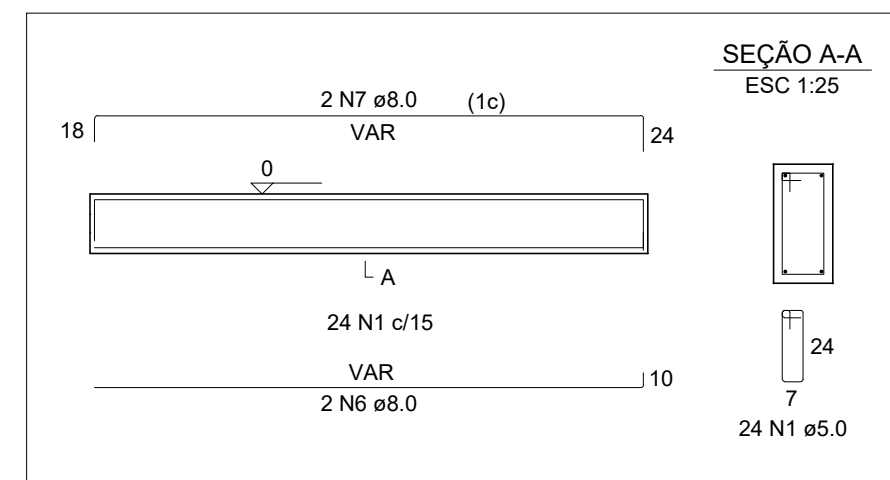 SEÇÃO A-A
ESC 1:25
2 N7 ø8.0 (1c)
18 VAR 24
0
A
24 N1 c/15
VAR 10
2 N6 ø8.0
24
7
24 N1 ø5.0